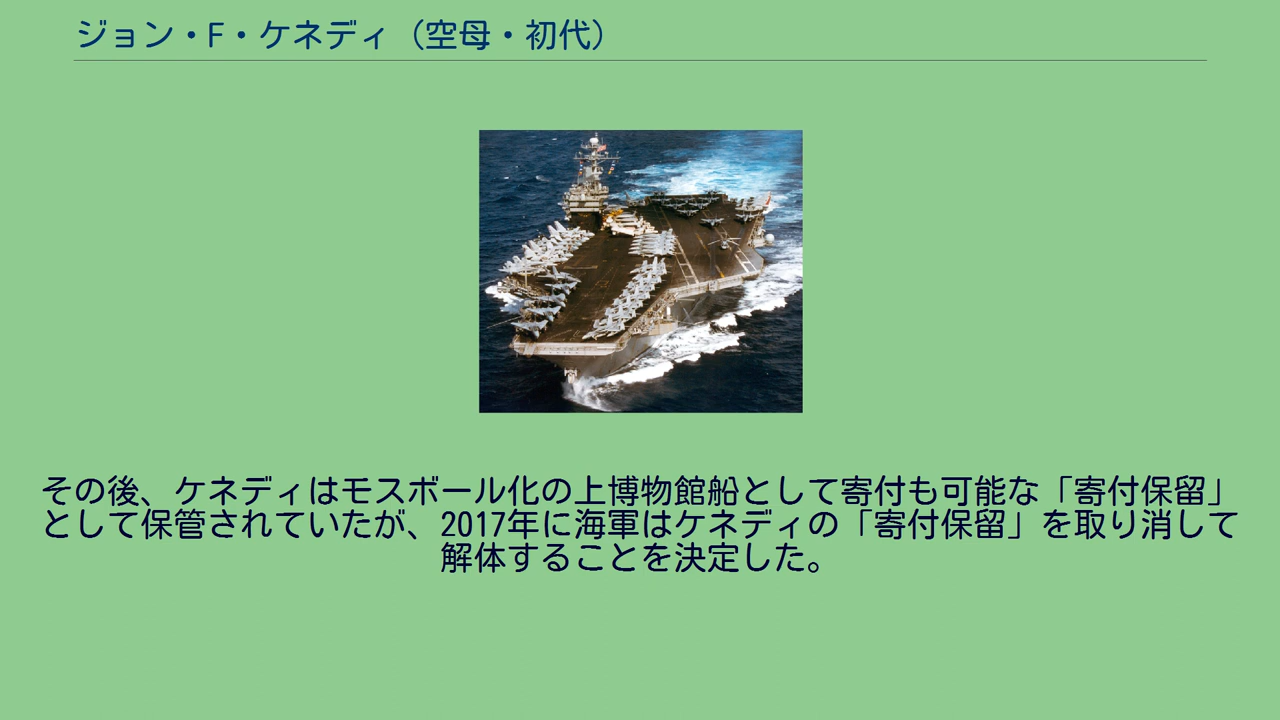 ジョン・F・ケネディ（空母・初代）
その後、ケネディはモスボール化の上博物館船として寄付も可能な「寄付保留」
として保管されていたが、2017年に海軍はケネディの「寄付保留」を取り消して
解体することを決定した。